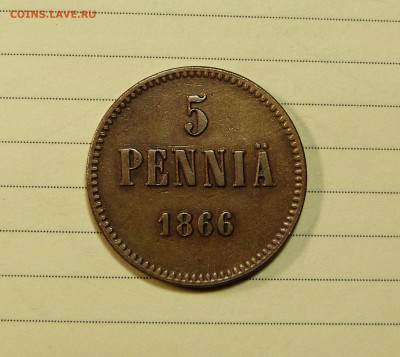 COINS.LAVE.RU
5
PENNIÄ
1866